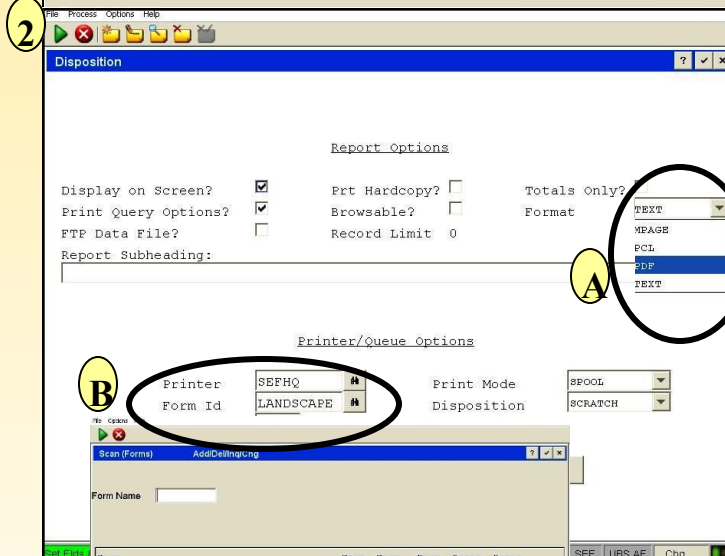 2
File Process Options Help
Disposition
Report Options
Display on Screen? Prt Hardcopy? Totals Only?
Print Query Options? Browsable? Format TEXT
FTP Data File? Record Limit 0
MPAGE
PCL
PDF
TEXT
Report Subheading:
A
Printer/Queue Options
B
Printer SEFHQ Print Mode SPOOL
Form Id LANDSCAPE Disposition SCRATCH
File Options
Scan (Forms) Add/Del/Inq/Chg
Form Name
Set Flds SFE UBS AF Chg